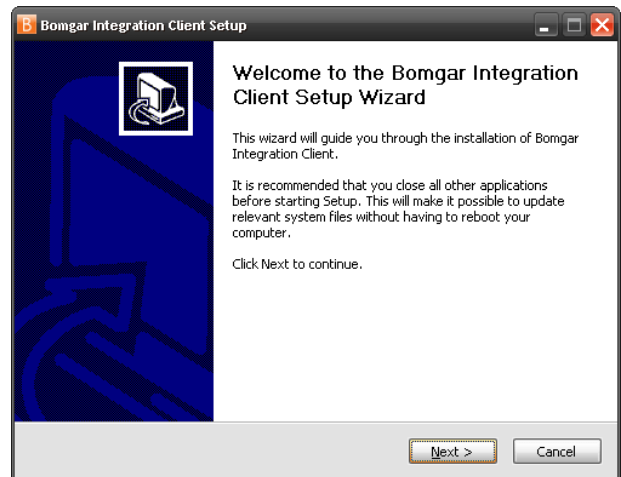 B Bomgar Integration Client Setup
Welcome to the Bomgar Integration
Client Setup Wizard
This wizard will guide you through the installation of Bomgar
Integration Client.
It is recommended that you close all other applications
before starting Setup. This will make it possible to update
relevant system files without having to reboot your
computer.
Click Next to continue.
Next >
Cancel